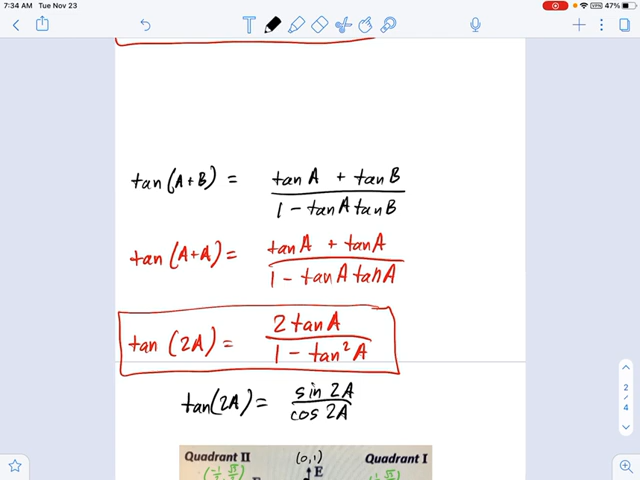 7:34 AM Tue Nov 23
VPN 47%
T
tan(A+B) = tan A + tan B / 1 - tan A tan B
tan(A+A) = tan A + tan A / 1 - tan A tan A
tan(2A) = 2 tan A / 1 - tan² A
tan(2A) = sin 2A / cos 2A
2
4
Quadrant II (0,1) Quadrant I
E